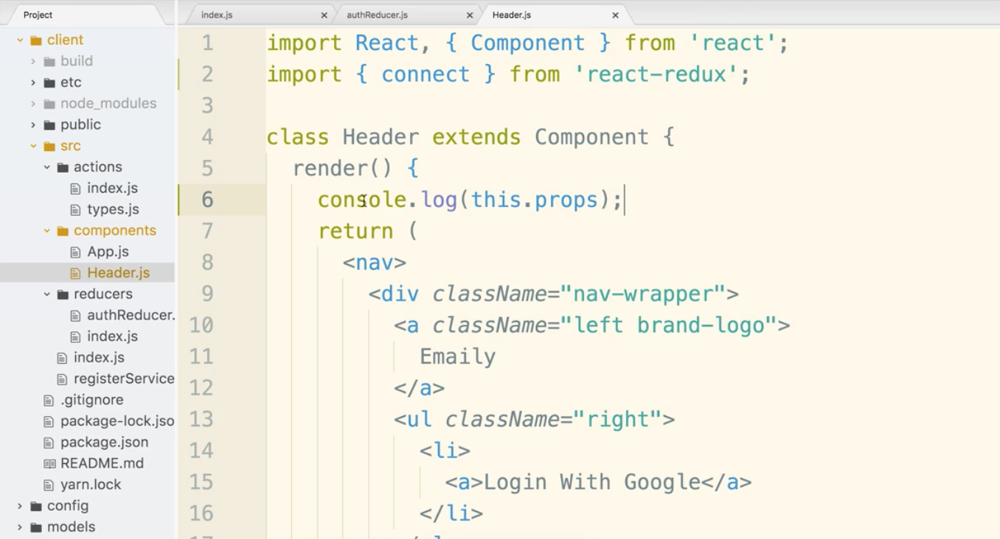 Project
client
build
etc
node_modules
public
src
actions
index.js
types.js
components
App.js
Header.js
reducers
authReducer.
index.js
index.js
registerService
.gitignore
package-lock.jso
package.json
README.md
yarn.lock
config
models
index.js
authReducer.js
Header.js
1 import React, { Component } from 'react';
2 import { connect } from 'react-redux';
3
4 class Header extends Component {
5 render() {
6 console.log(this.props);
7 return (
8 <nav>
9 <div className="nav-wrapper">
10 <a className="left brand-logo">
11 Emaily
12 </a>
13 <ul className="right">
14 <li>
15 <a>Login With Google</a>
16 </li>